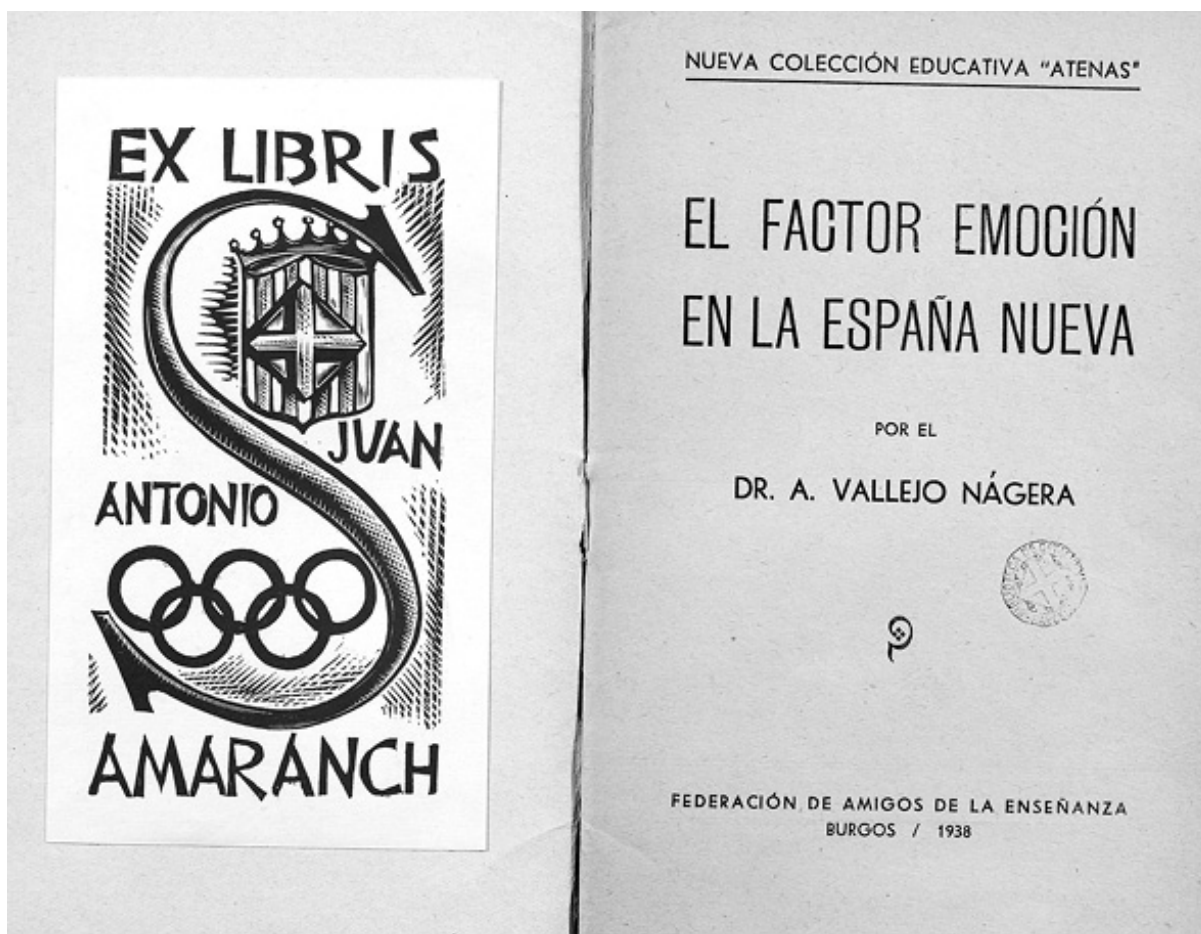 EX LIBRIS
JUAN
ANTONIO
SAMARANCH
NUEVA COLECCIÓN EDUCATIVA "ATENAS"
EL FACTOR EMOCIÓN
EN LA ESPAÑA NUEVA
POR EL
DR. A. VALLEJO NÁGERA
FEDERACIÓN DE AMIGOS DE LA ENSEÑANZA
BURGOS / 1938